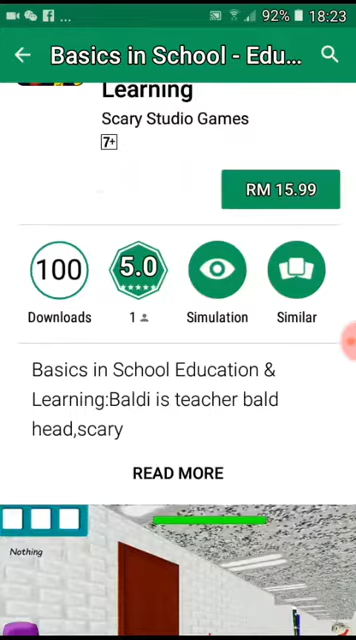 ... 92% 18:23
Basics in School - Edu...
Learning
Scary Studio Games
7+
RM 15.99
100
5.0
Downloads
1
Simulation
Similar
Basics in School Education &
Learning:Baldi is teacher bald
head,scary
READ MORE
Nothing